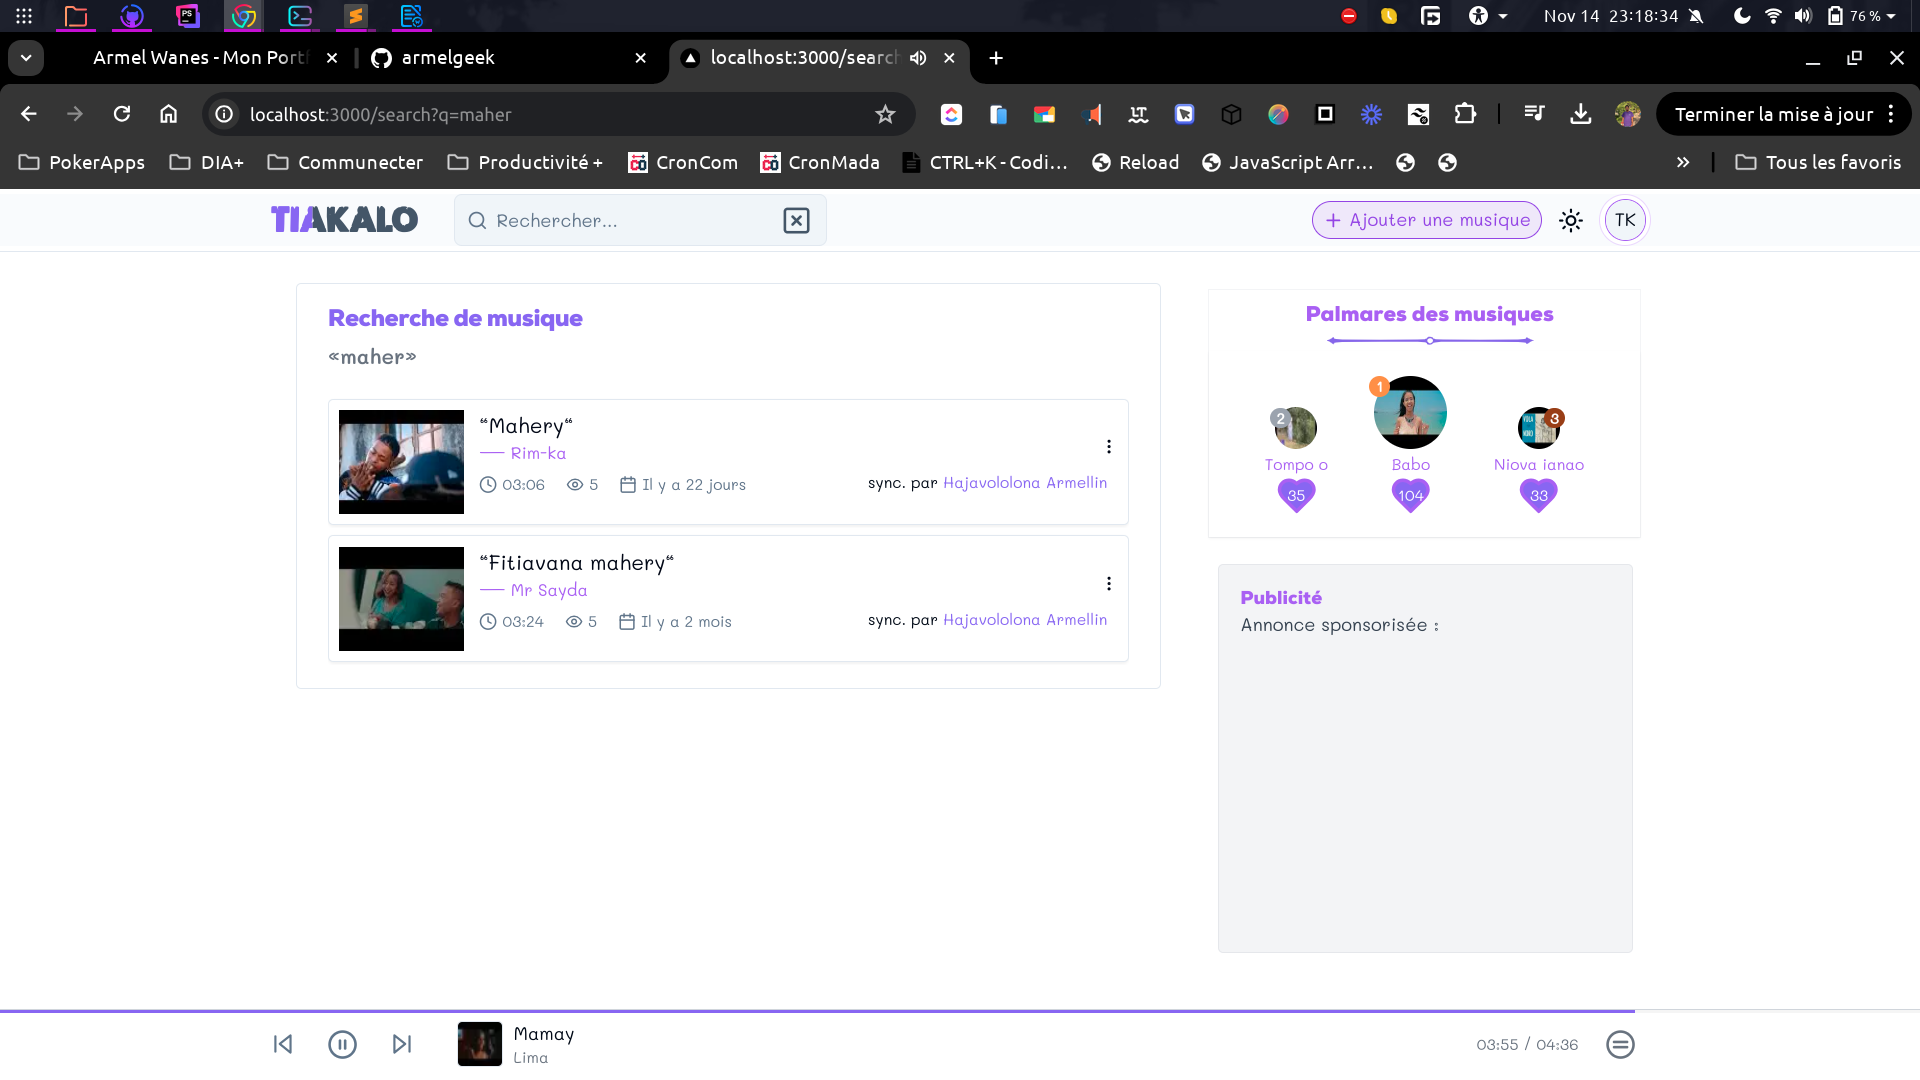 Nov 14 23:18:34
76 %
Armel Wanes - Mon Portf
armelgeek
localhost:3000/search
localhost:3000/search?q=maher
Terminer la mise à jour
PokerApps
DIA+
Communecter
Productivité +
CronCom
CronMada
CTRL+K - Codi...
Reload
JavaScript Arr...
Tous les favoris
TIAKALO
Rechercher...
+ Ajouter une musique
TK
Recherche de musique
«maher»
“Mahery“
── Rim-ka
03:06 5 Il y a 22 jours
sync. par Hajavololona Armellin
“Fitiavana mahery“
── Mr Sayda
03:24 5 Il y a 2 mois
sync. par Hajavololona Armellin
Palmares des musiques
2 1 3
Tompo o Babo Niova ianao
35 104 33
Publicité
Annonce sponsorisée :
Mamay
Lima
03:55 / 04:36